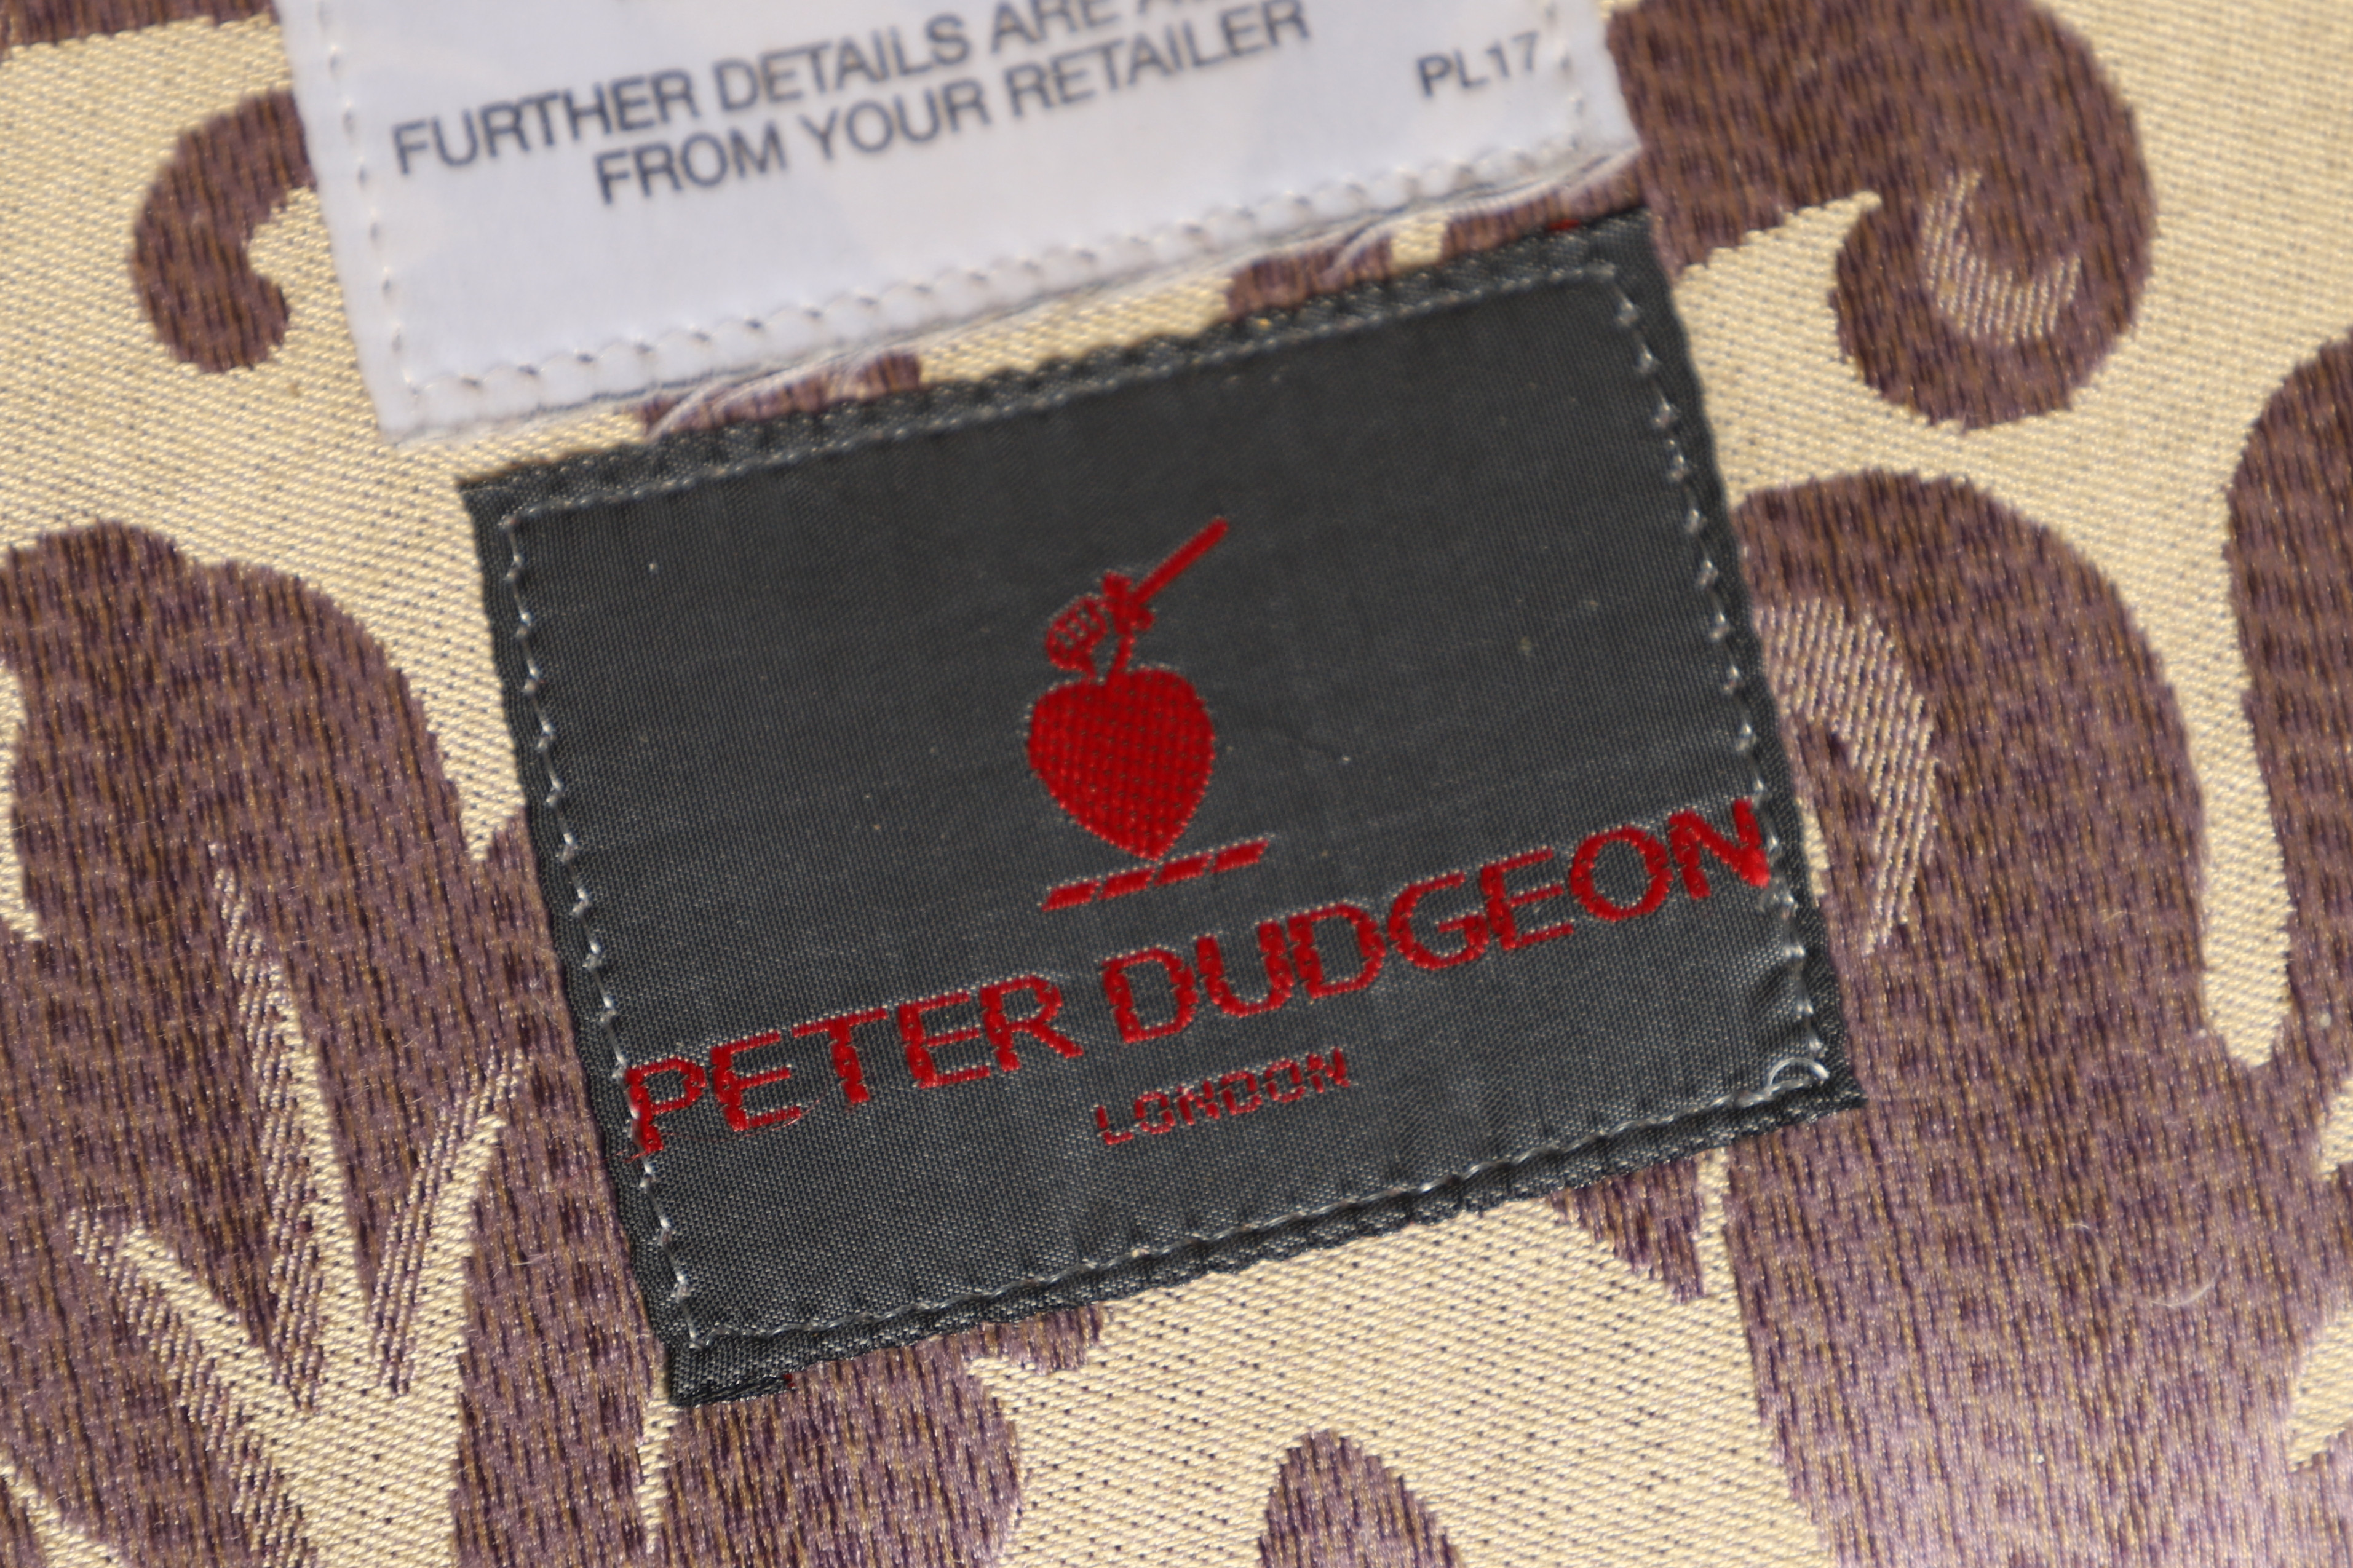 FURTHER DETAILS ARE
FROM YOUR RETAILER
PL17
PETER DUDGEON
LONDON